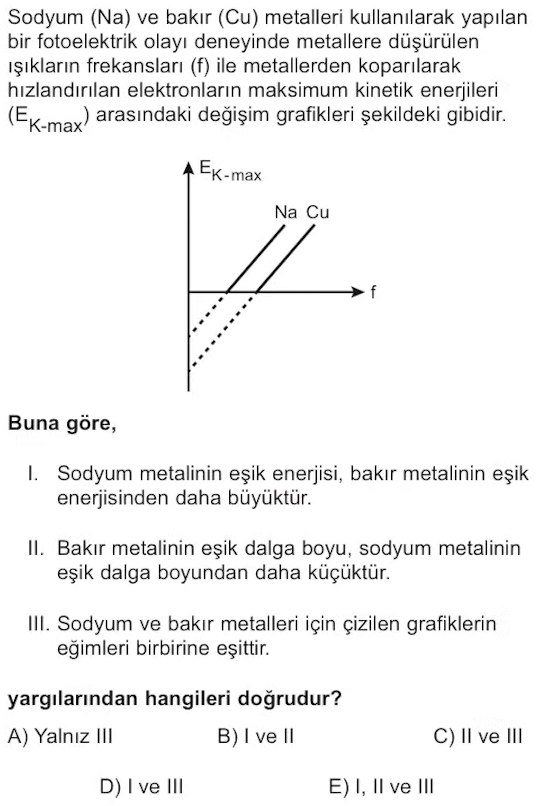 Sodyum (Na) ve bakır (Cu) metalleri kullanılarak yapılan
bir fotoelektrik olayı deneyinde metallere düşürülen
ışıkların frekansları (f) ile metallerden koparılarak
hızlandırılan elektronların maksimum kinetik enerjileri
(EK-max) arasındaki değişim grafikleri şekildeki gibidir.
EK-max
Na Cu
f
Buna göre,
I. Sodyum metalinin eşik enerjisi, bakır metalinin eşik
enerjisinden daha büyüktür.
II. Bakır metalinin eşik dalga boyu, sodyum metalinin
eşik dalga boyundan daha küçüktür.
III. Sodyum ve bakır metalleri için çizilen grafiklerin
eğimleri birbirine eşittir.
yargılarından hangileri doğrudur?
A) Yalnız III B) I ve II C) II ve III
D) I ve III E) I, II ve III